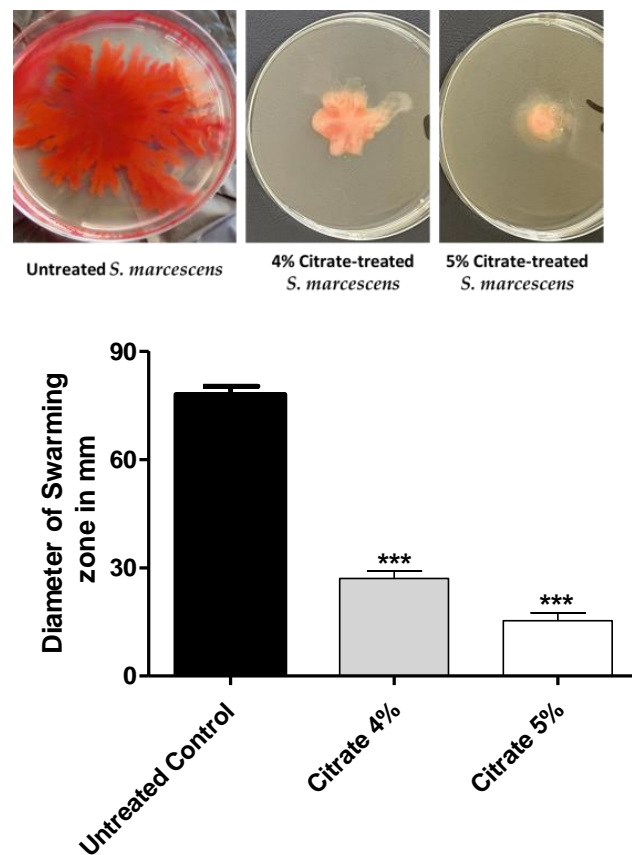 Untreated S. marcescens
4% Citrate-treated
S. marcescens
5% Citrate-treated
S. marcescens
90
60
30
0
Diameter of Swarming
zone in mm
***
***
Untreated Control
Citrate 4%
Citrate 5%